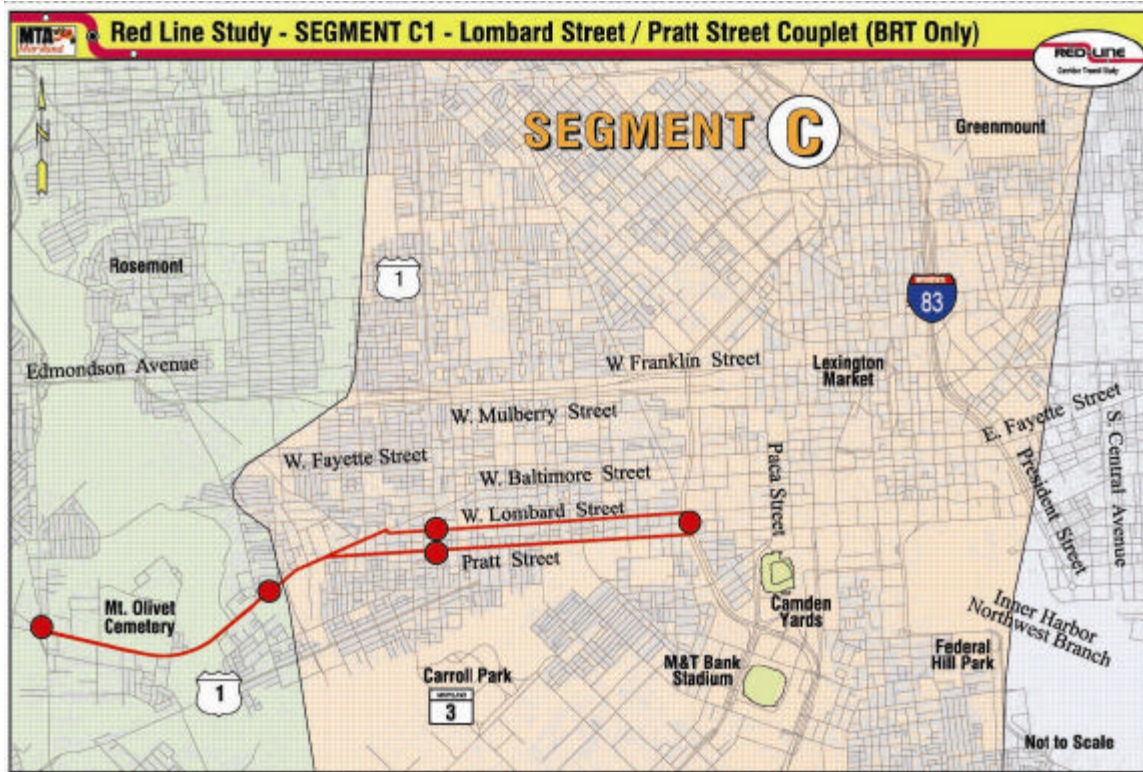 MTA
Maryland
Red Line Study - SEGMENT C1 - Lombard Street / Pratt Street Couplet (BRT Only)
RED LINE
Corridor Transit Study
SEGMENT C
Greenmount
Rosemont
1
83
Edmondson Avenue
W Franklin Street
Lexington
Market
W. Mulberry Street
E. Fayette Street
S. Central Avenue
W. Fayette Street
W. Baltimore Street
Paca Street
President Street
W. Lombard Street
Pratt Street
Mt. Olivet
Cemetery
Camden
Yards
Inner Harbor
Northwest Branch
Federal
Hill Park
M&T Bank
Stadium
Carroll Park
1
MARYLAND
3
Not to Scale